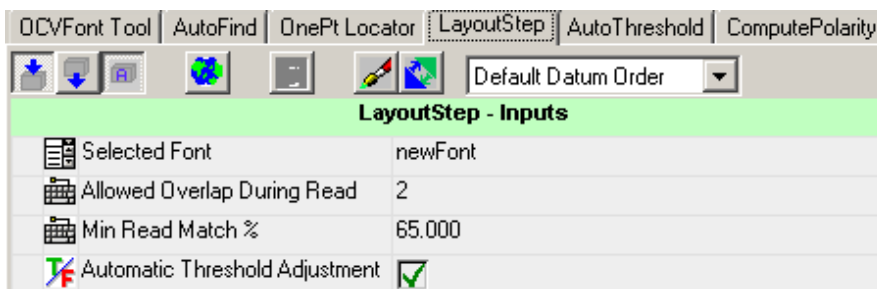 OCVFont Tool AutoFind OnePt Locator LayoutStep AutoThreshold ComputePolarity
A Default Datum Order
LayoutStep - Inputs
Selected Font newFont
Allowed Overlap During Read 2
Min Read Match % 65.000
T/F Automatic Threshold Adjustment